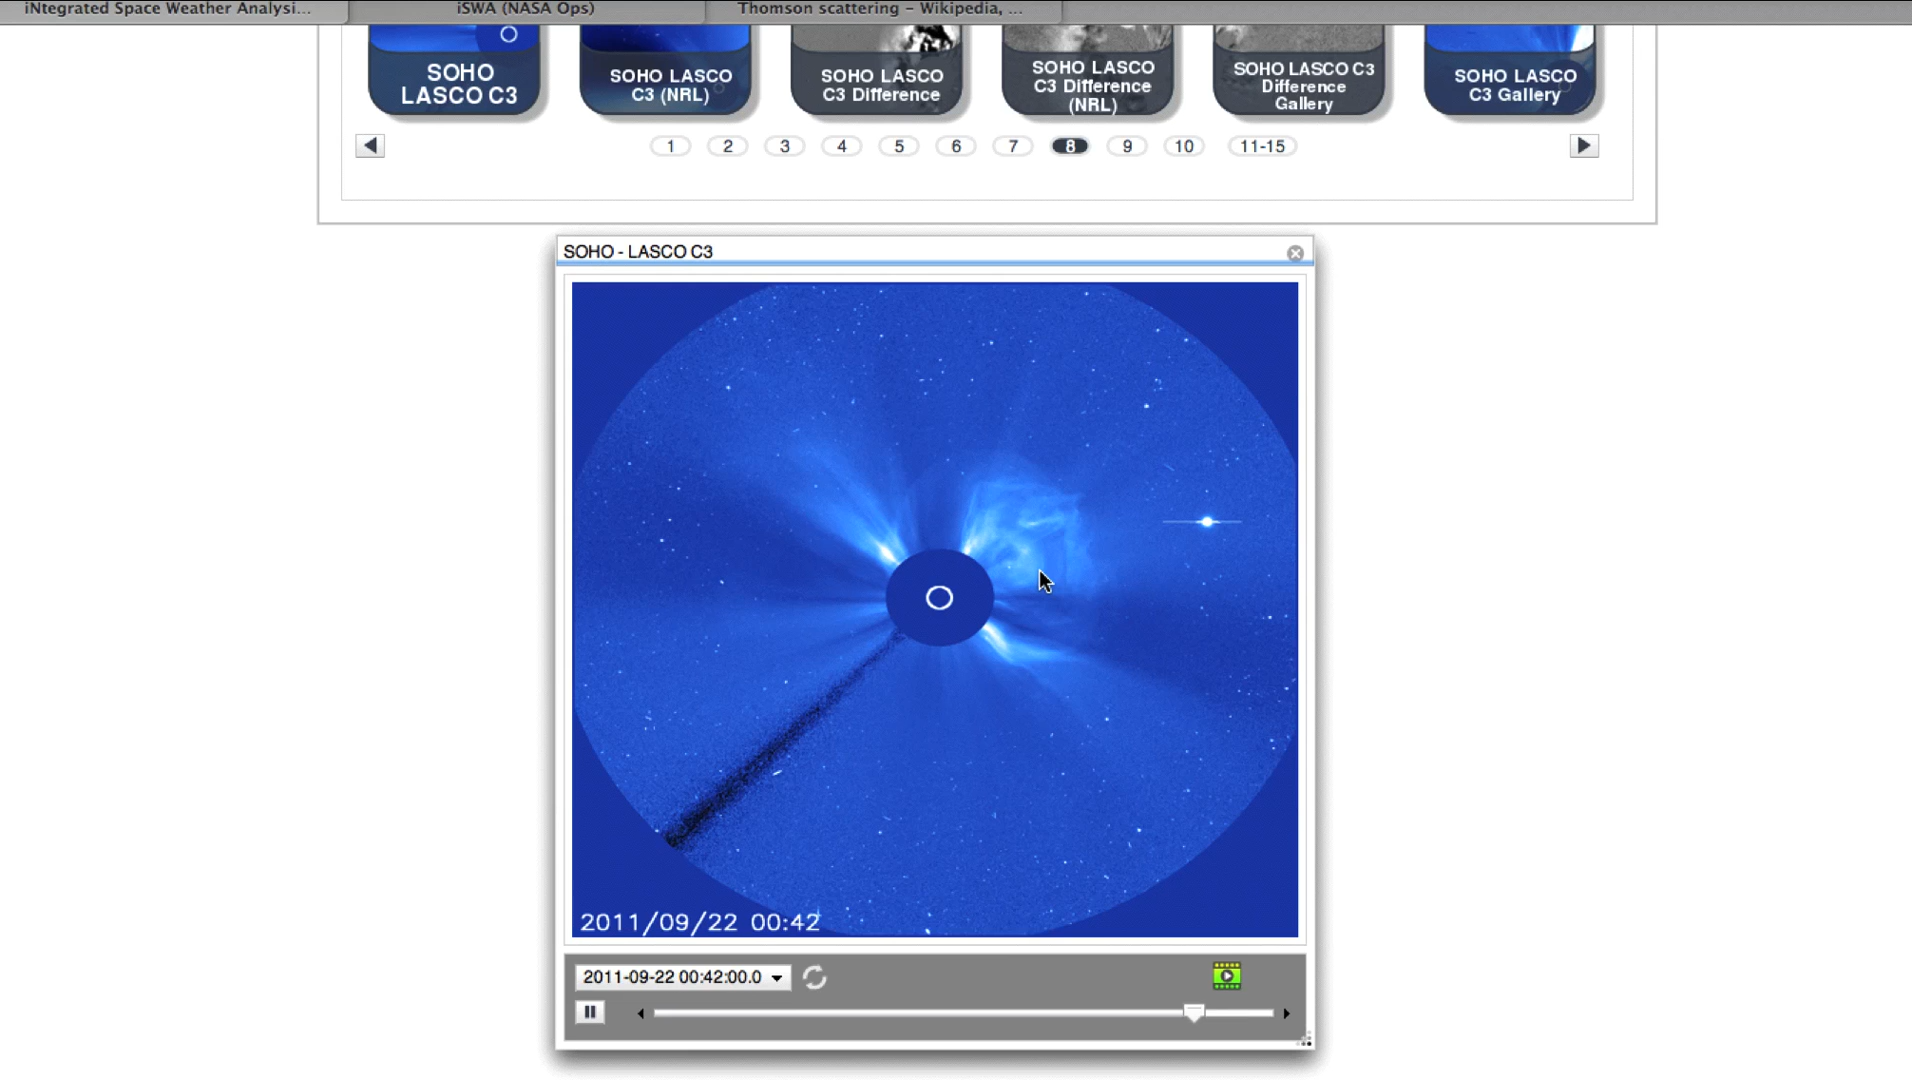 iNtegrated Space Weather Analysi...
iSWA (NASA Ops)
Thomson scattering – Wikipedia, ...
SOHO
LASCO C3
SOHO LASCO
C3 (NRL)
SOHO LASCO
C3 Difference
SOHO LASCO
C3 Difference
(NRL)
SOHO LASCO C3
Difference
Gallery
SOHO LASCO
C3 Gallery
1 2 3 4 5 6 7 8 9 10 11-15
SOHO - LASCO C3
2011/09/22 00:42
2011-09-22 00:42:00.0